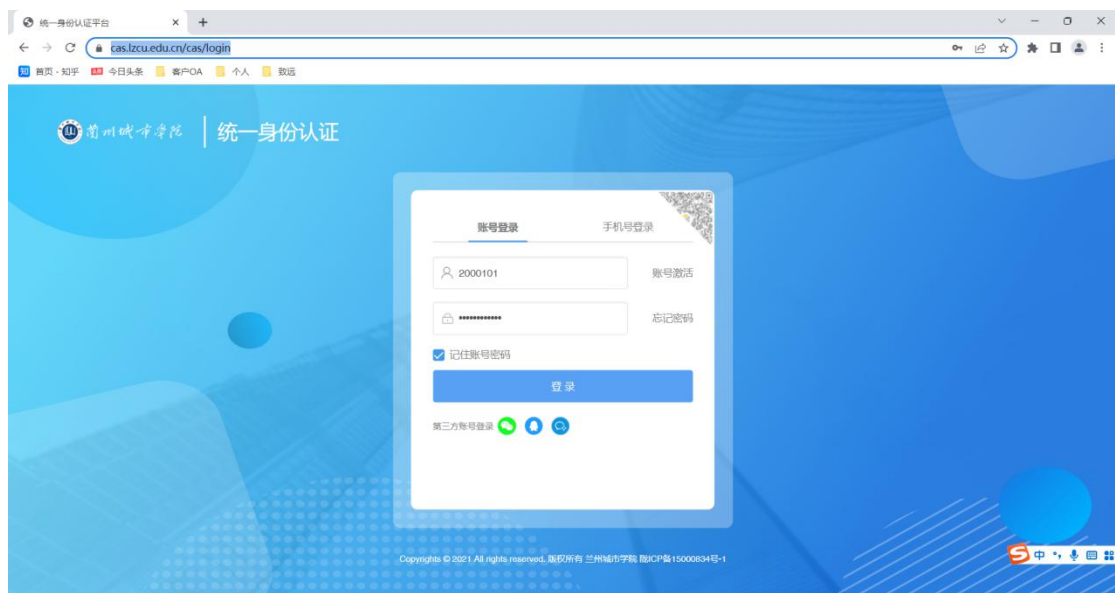 统一身份认证平台
cas.lzcu.edu.cn/cas/login
知 首页 - 知乎 头条 今日头条 客户OA 个人 致远
兰州城市学院 统一身份认证
账号登录 手机号登录
2000101 账号激活
•••••••••••• 忘记密码
记住账号密码
登 录
第三方账号登录
Copyrights © 2021 All rights reserved. 版权所有 兰州城市学院 陇ICP备15000834号-1
中